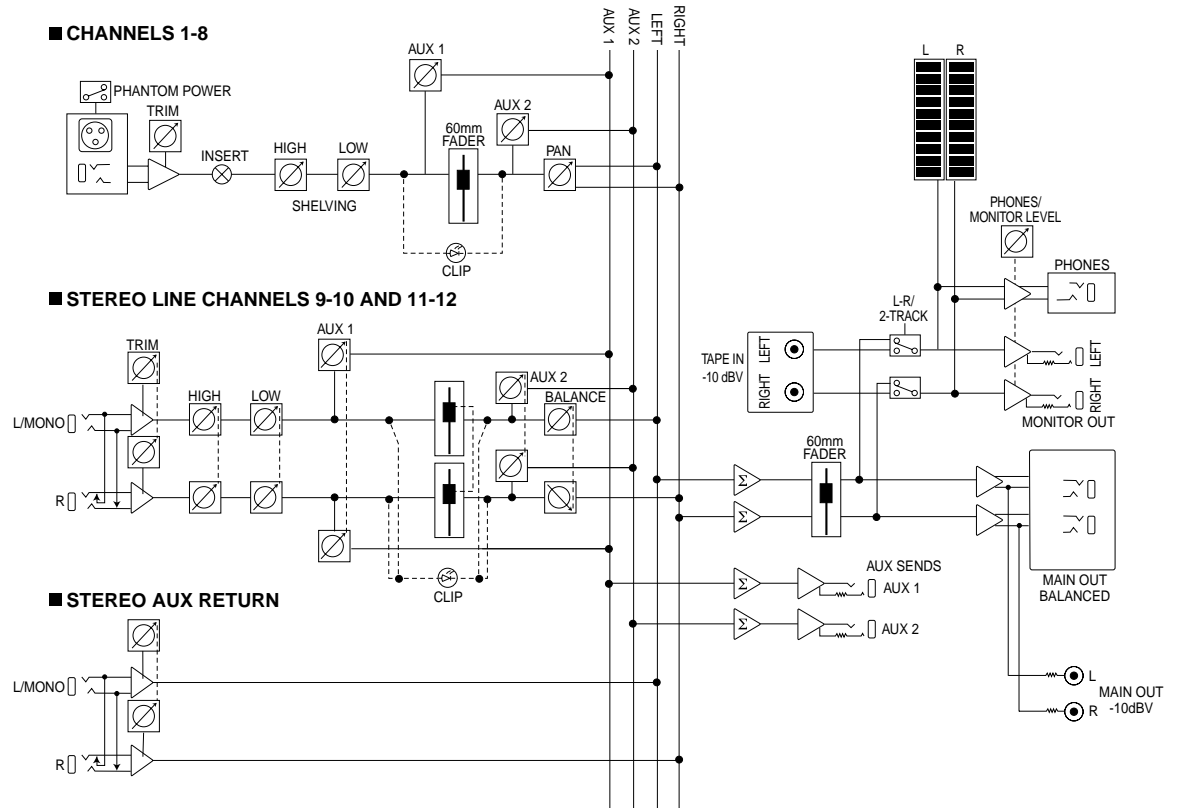 ■ CHANNELS 1-8
PHANTOM POWER
TRIM
INSERT
HIGH
LOW
SHELVING
AUX 1
60mm
FADER
AUX 2
PAN
CLIP
AUX 1
AUX 2
LEFT
RIGHT
L
R
PHONES/
MONITOR LEVEL
PHONES
L-R/
2-TRACK
TAPE IN
-10 dBV
LEFT
RIGHT
LEFT
RIGHT
MONITOR OUT
■ STEREO LINE CHANNELS 9-10 AND 11-12
TRIM
L/MONO
R
HIGH
LOW
AUX 1
AUX 2
BALANCE
CLIP
Σ
Σ
60mm
FADER
MAIN OUT
BALANCED
Σ
Σ
AUX SENDS
AUX 1
AUX 2
L
R
MAIN OUT
-10dBV
■ STEREO AUX RETURN
L/MONO
R